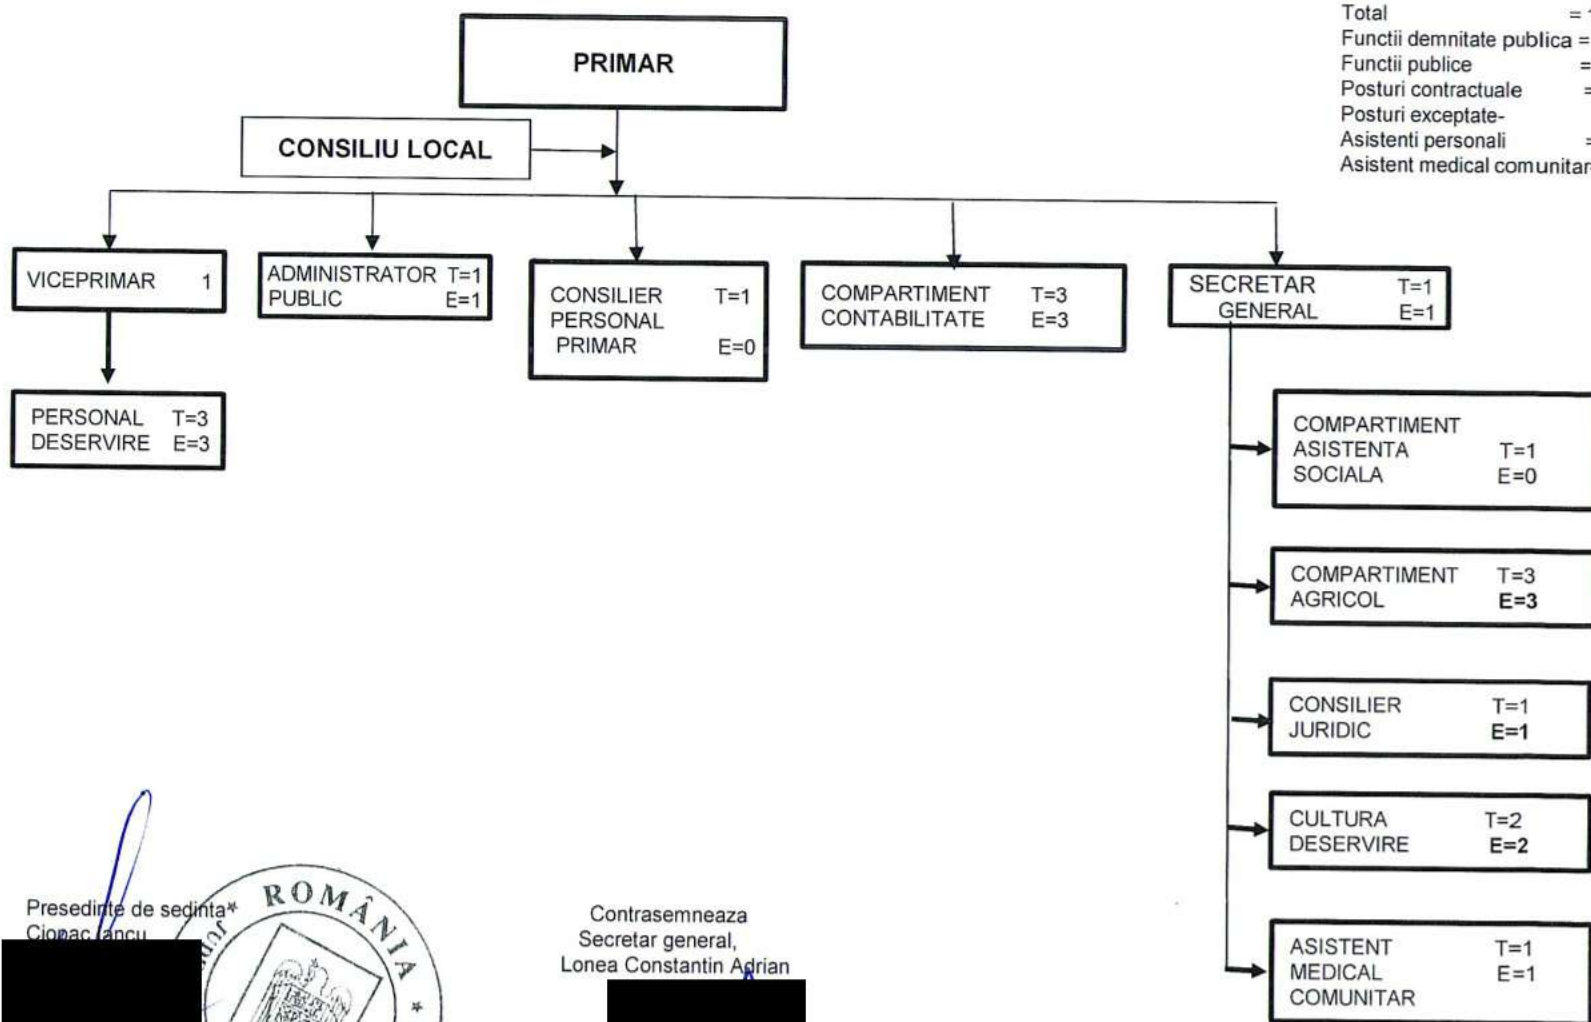 Total =
Functii demnitate publica =
Functii publice =
Posturi contractuale =
Posturi exceptate-
Asistenti personali =
Asistent medical comunitar
PRIMAR
CONSILIU LOCAL
VICEPRIMAR 1
ADMINISTRATOR T=1
PUBLIC E=1
CONSILIER T=1
PERSONAL
PRIMAR E=0
COMPARTIMENT T=3
CONTABILITATE E=3
SECRETAR T=1
GENERAL E=1
PERSONAL T=3
DESERVIRE E=3
COMPARTIMENT
ASISTENTA T=1
SOCIALA E=0
COMPARTIMENT T=3
AGRICOL E=3
CONSILIER T=1
JURIDIC E=1
CULTURA T=2
DESERVIRE E=2
ASISTENT T=1
MEDICAL E=1
COMUNITAR
Presedinte de sedinta
Ciopac Iancu
ROMÂNIA
Contrasemneaza
Secretar general,
Lonea Constantin Adrian